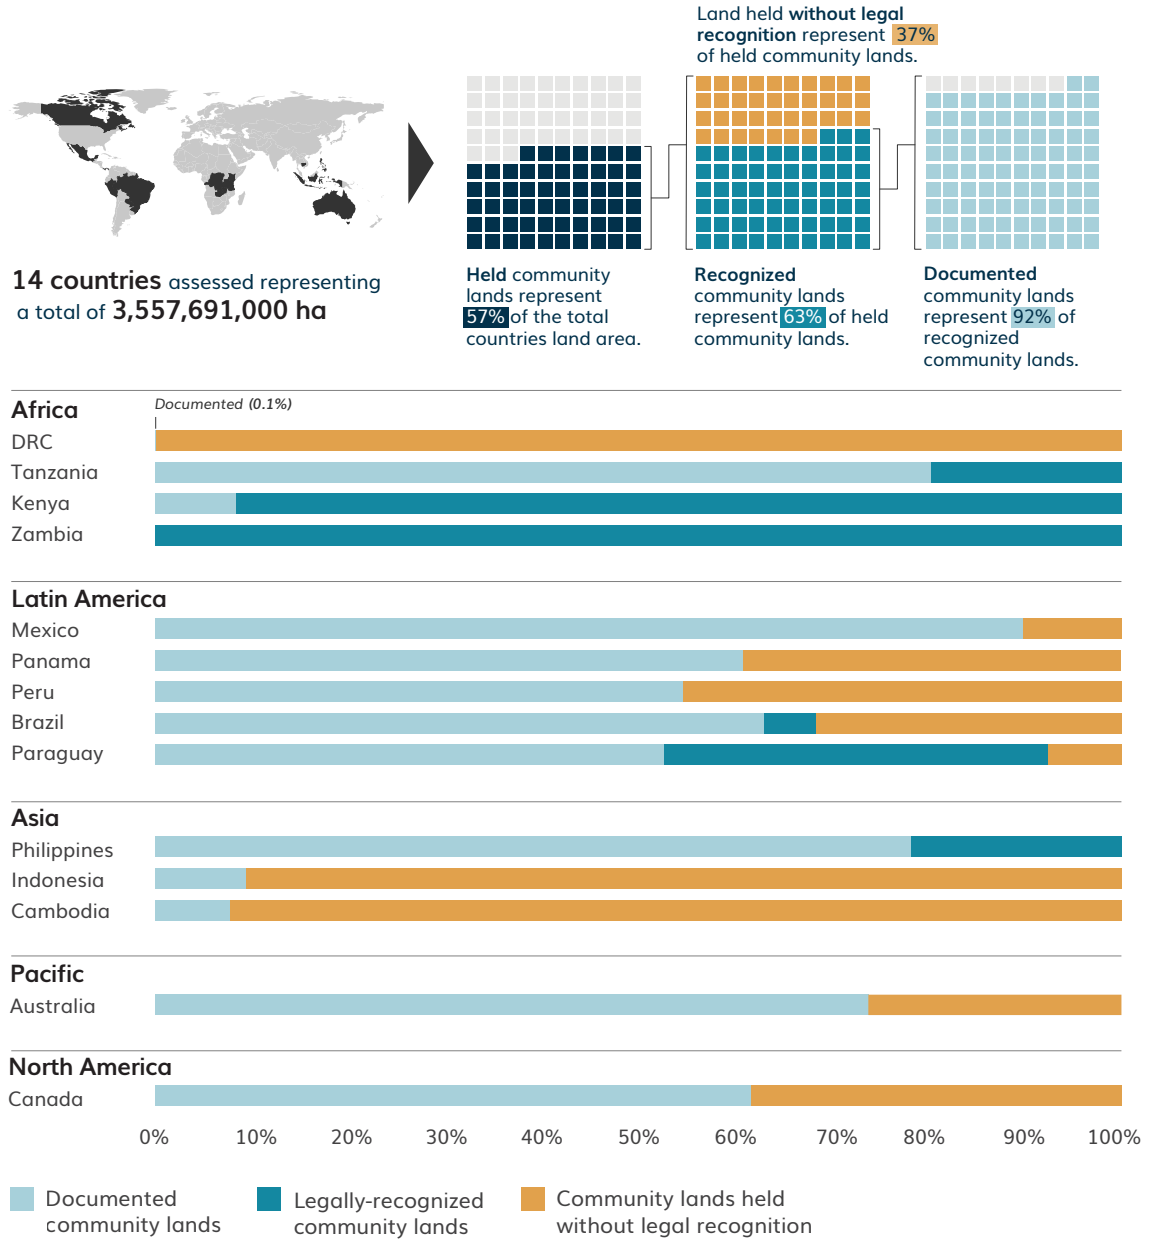 Land held without legal
recognition represent 37%
of held community lands.
14 countries assessed representing
a total of 3,557,691,000 ha
Held community
lands represent
57% of the total
countries land area.
Recognized
community lands
represent 63% of held
community lands.
Documented
community lands
represent 92% of
recognized
community lands.
Africa
Documented (0.1%)
DRC
Tanzania
Kenya
Zambia
Latin America
Mexico
Panama
Peru
Brazil
Paraguay
Asia
Philippines
Indonesia
Cambodia
Pacific
Australia
North America
Canada
0% 10% 20% 30% 40% 50% 60% 70% 80% 90% 100%
Documented
community lands
Legally-recognized
community lands
Community lands held
without legal recognition